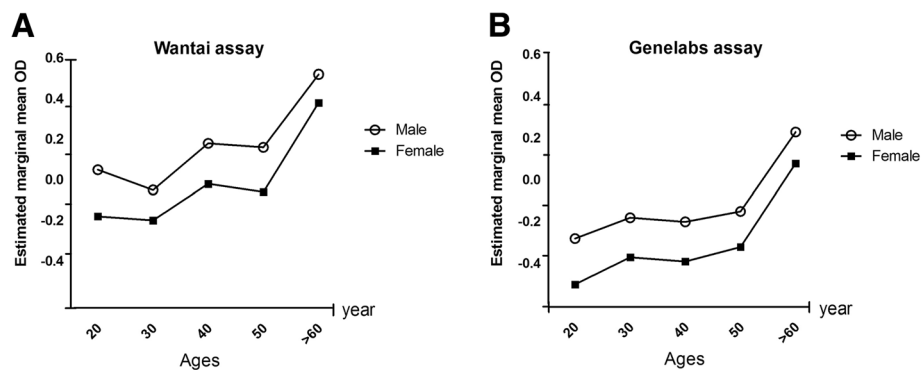 A
Wantai assay
Estimated marginal mean OD
0.6
0.4
0.2
0.0
-0.2
-0.4
20
30
40
50
>60
year
Ages
Male
Female
B
Genelabs assay
Estimated marginal mean OD
0.6
0.4
0.2
0.0
-0.2
-0.4
20
30
40
50
>60
year
Ages
Male
Female